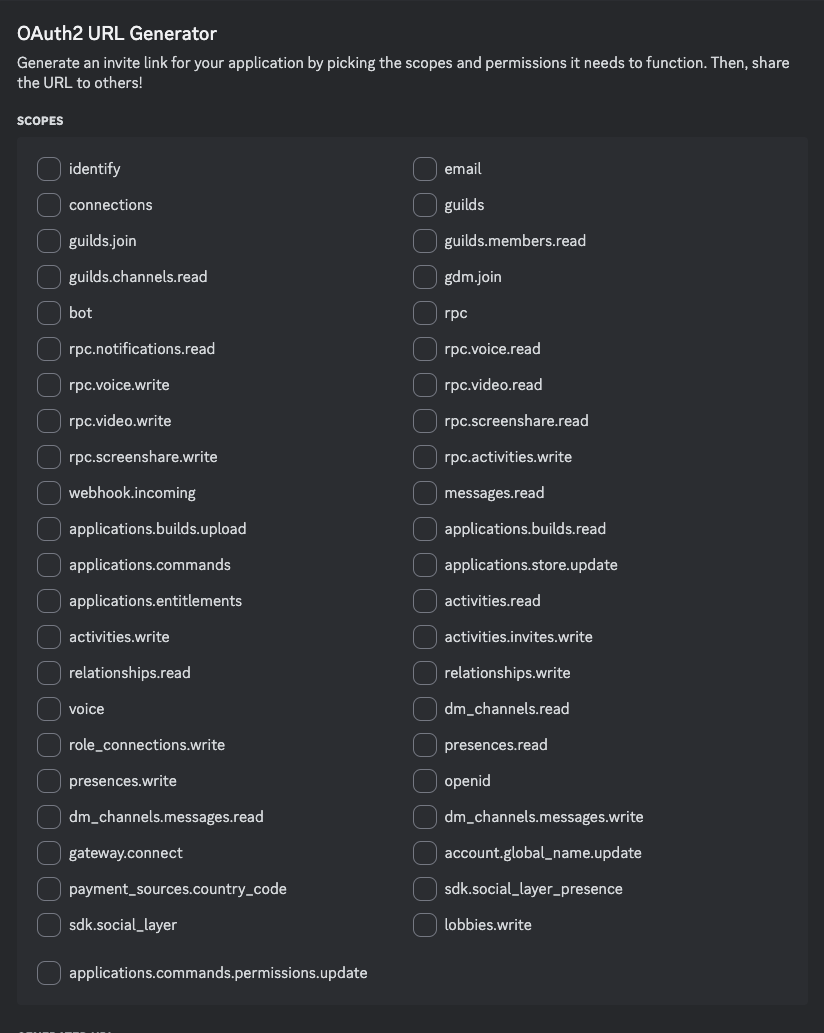 OAuth2 URL Generator
Generate an invite link for your application by picking the scopes and permissions it needs to function. Then, share
the URL to others!
SCOPES
identify
email
connections
guilds
guilds.join
guilds.members.read
guilds.channels.read
gdm.join
bot
rpc
rpc.notifications.read
rpc.voice.read
rpc.voice.write
rpc.video.read
rpc.video.write
rpc.screenshare.read
rpc.screenshare.write
rpc.activities.write
webhook.incoming
messages.read
applications.builds.upload
applications.builds.read
applications.commands
applications.store.update
applications.entitlements
activities.read
activities.write
activities.invites.write
relationships.read
relationships.write
voice
dm_channels.read
role_connections.write
presences.read
presences.write
openid
dm_channels.messages.read
dm_channels.messages.write
gateway.connect
account.global_name.update
payment_sources.country_code
sdk.social_layer_presence
sdk.social_layer
lobbies.write
applications.commands.permissions.update